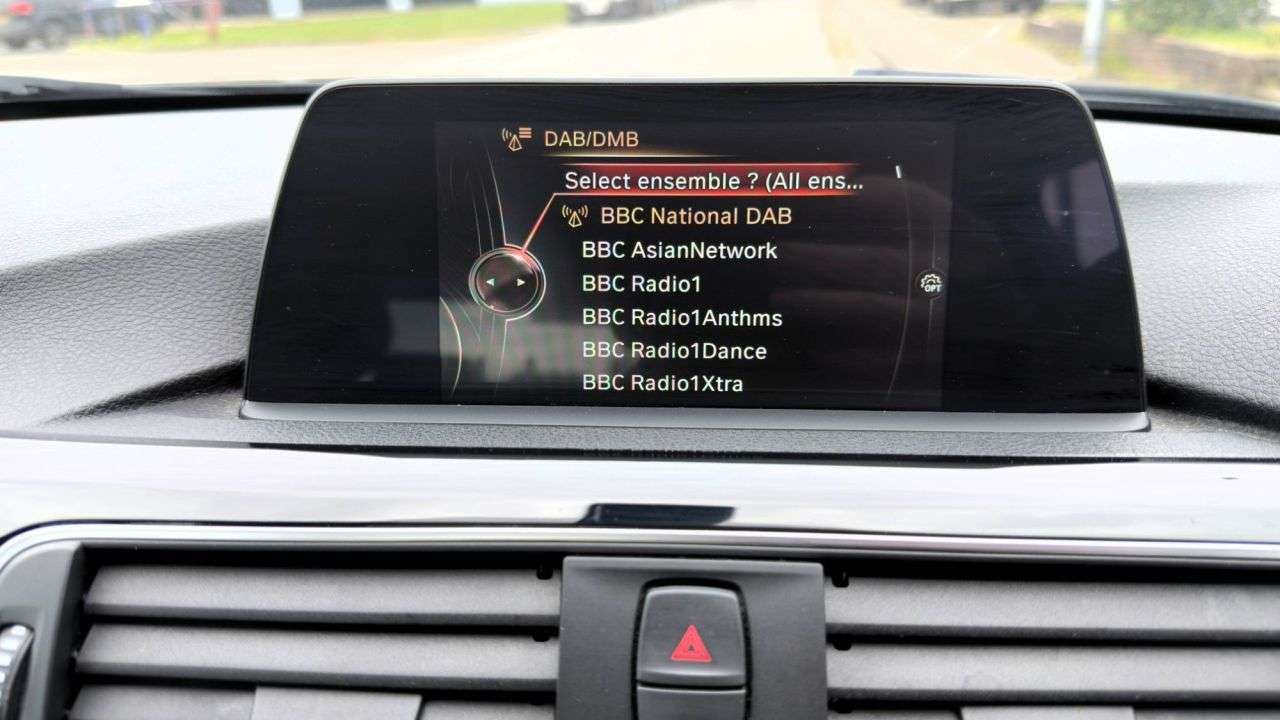 DAB/DMB
Select ensemble ? (All ens...
BBC National DAB
BBC AsianNetwork
BBC Radio1
OPT
BBC Radio1Anthms
BBC Radio1Dance
BBC Radio1Xtra